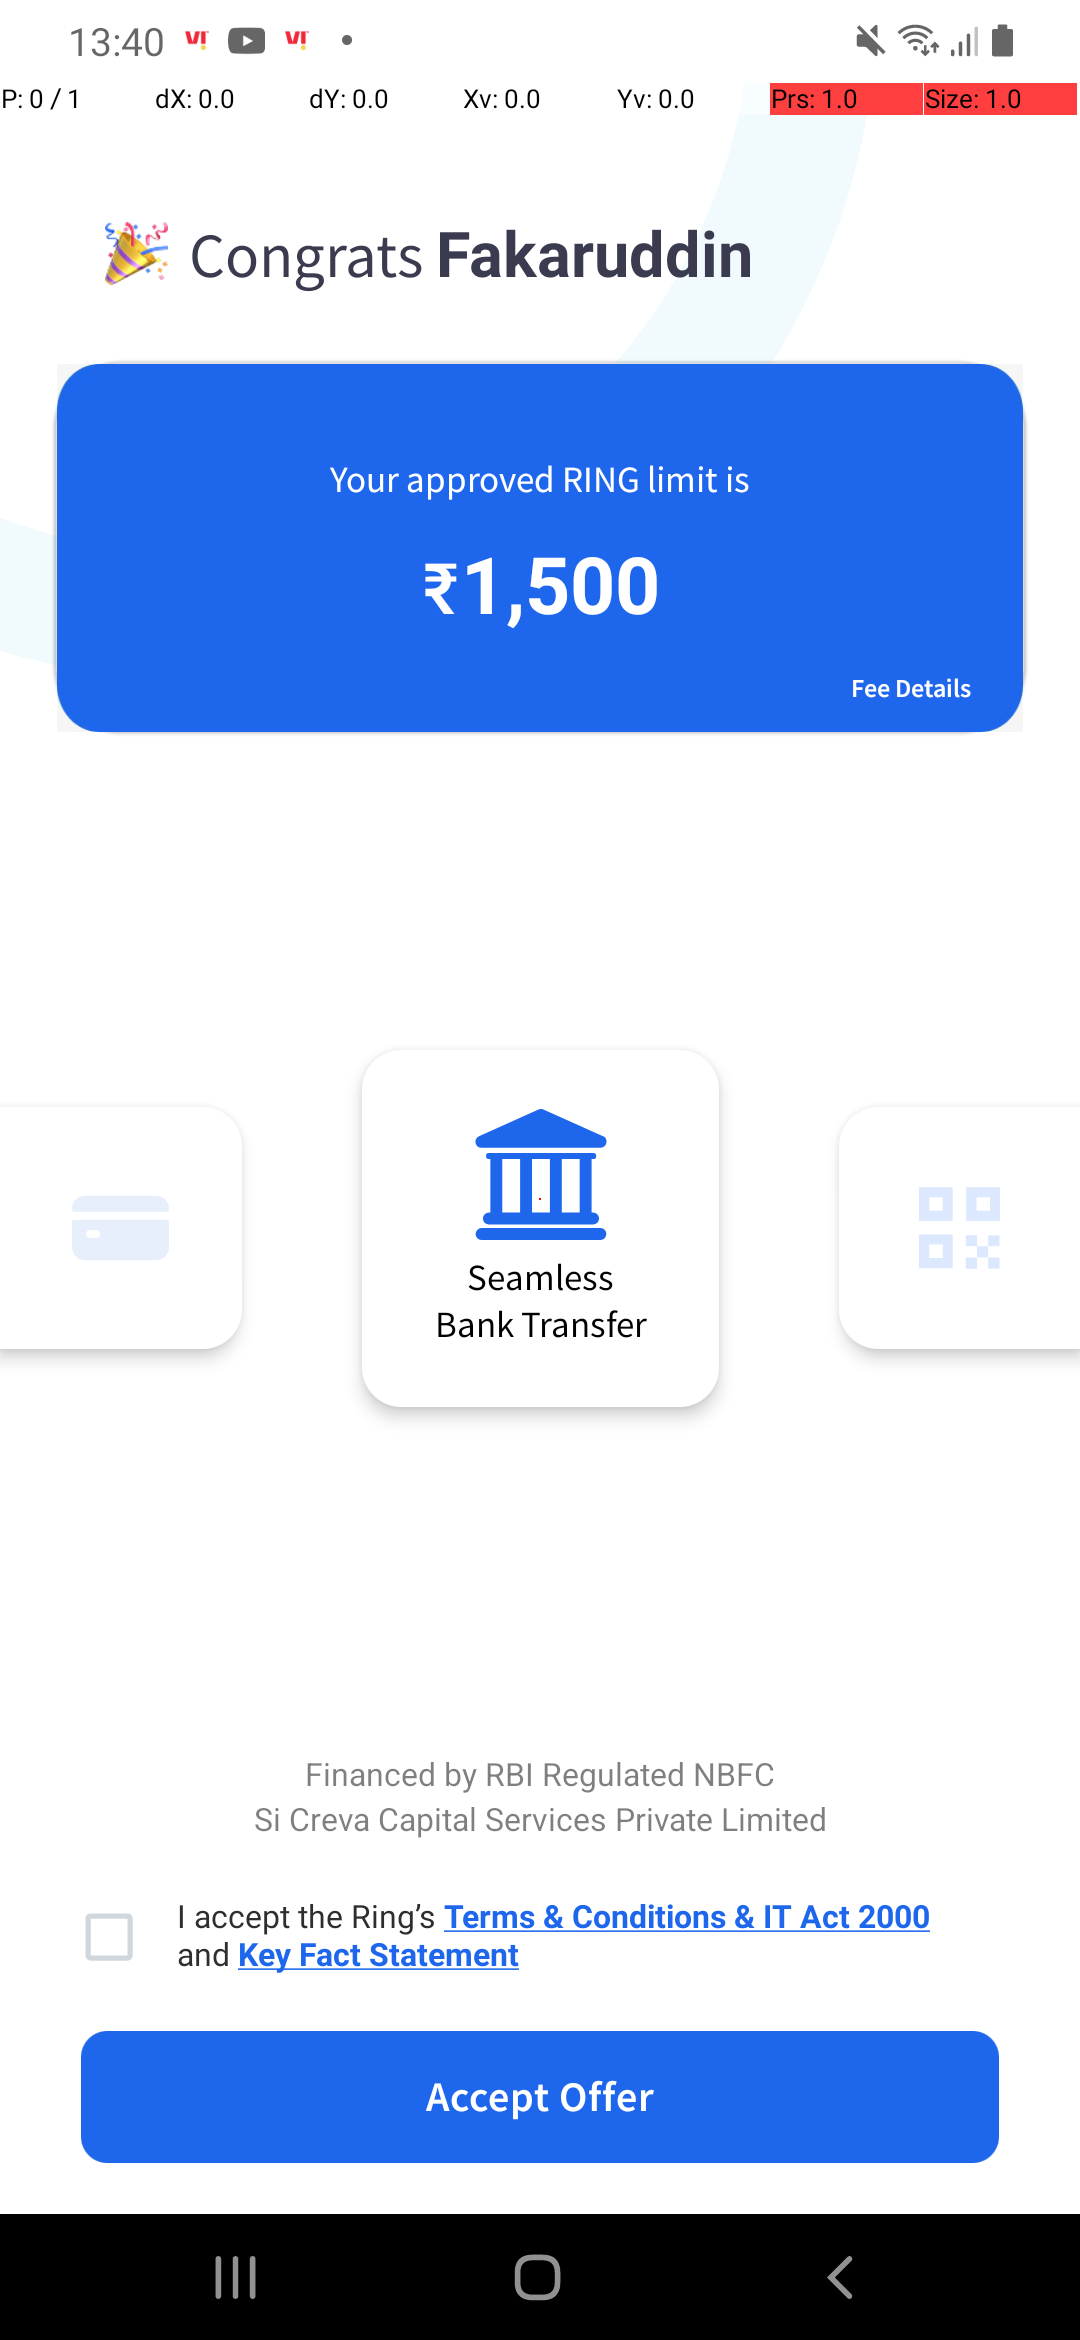 13:40
P: 0 / 1 dX: 0.0 dY: 0.0 Xv: 0.0 Yv: 0.0 Prs: 1.0 Size: 1.0
Congrats Fakaruddin
Your approved RING limit is
₹1,500
Fee Details
Seamless
Bank Transfer
Financed by RBI Regulated NBFC
Si Creva Capital Services Private Limited
I accept the Ring’s Terms & Conditions & IT Act 2000
and Key Fact Statement
Accept Offer